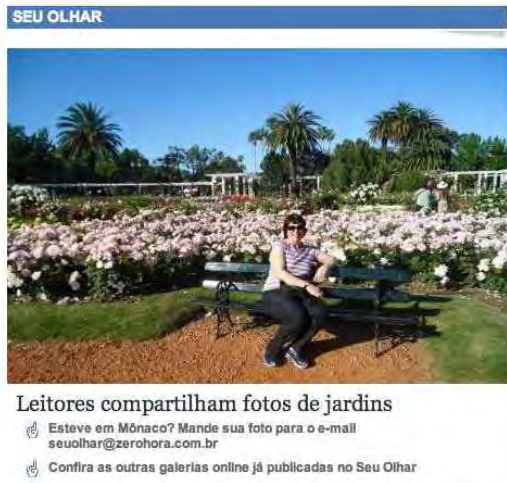 SEU OLHAR
Leitores compartilham fotos de jardins
Esteve em Mônaco? Mande sua foto para o e-mail
seuolhar@zerohora.com.br
Confira as outras galerias online já publicadas no Seu Olhar